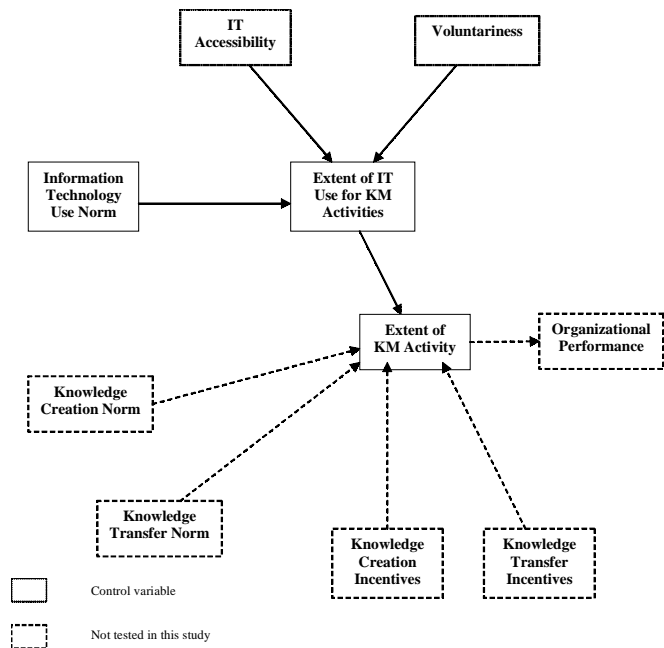 IT
Accessibility
Voluntariness
Information
Technology
Use Norm
Extent of IT
Use for KM
Activities
Extent of
KM Activity
Organizational
Performance
Knowledge
Creation Norm
Knowledge
Transfer Norm
Knowledge
Creation
Incentives
Knowledge
Transfer
Incentives
Control variable
Not tested in this study